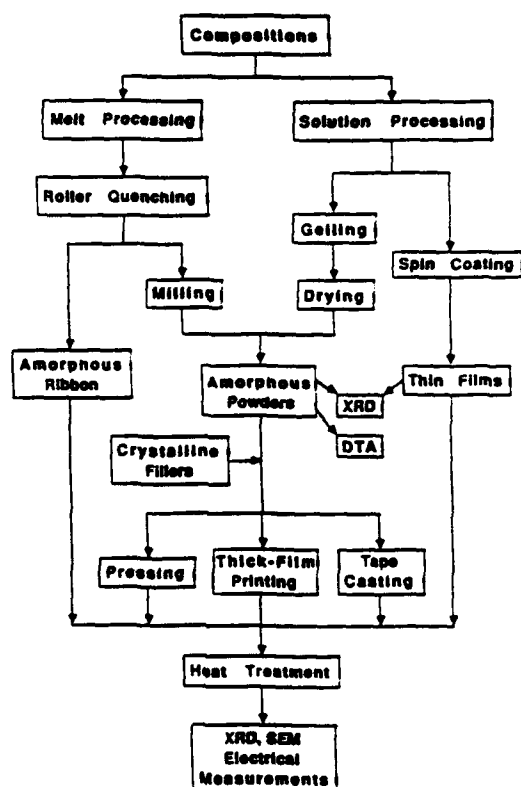 Compositions
Melt Processing
Solution Processing
Roller Quenching
Gelling
Spin Coating
Milling
Drying
Amorphous
Ribbon
Amorphous
Powders
XRD
Thin Films
DTA
Crystalline
Fillers
Pressing
Thick-Film
Printing
Tape
Casting
Heat Treatment
XRD, SEM
Electrical
Measurements